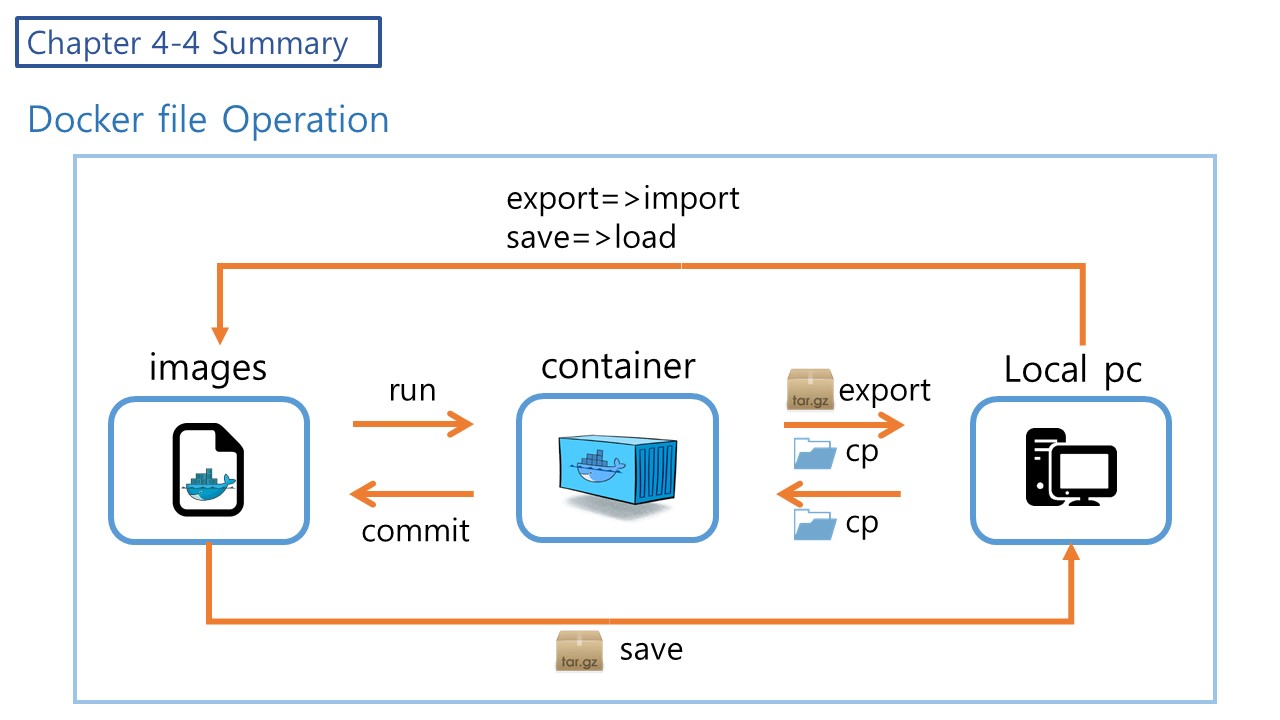 Chapter 4-4 Summary
Docker file Operation
export=>import
save=>load
images
run
commit
container
tar.gz
export
cp
cp
Local pc
tar.gz
save